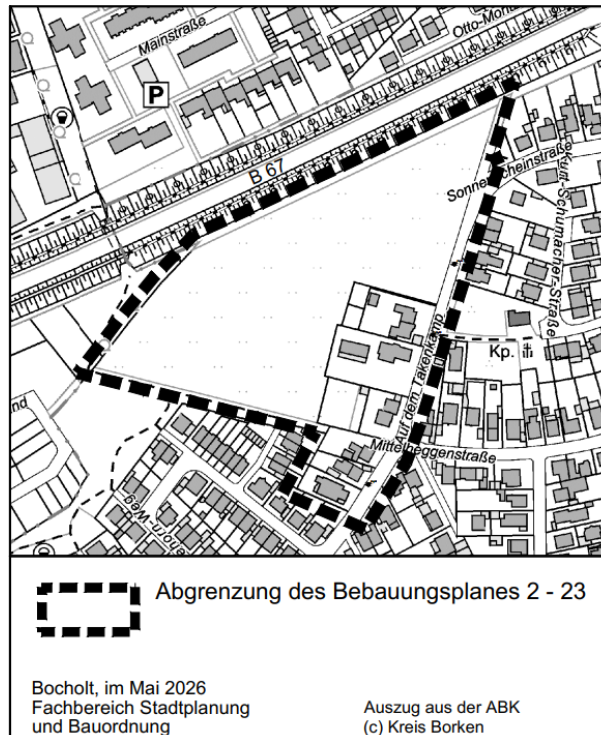 Mainstraße
Otto-
P
B 67
Sonnenscheinstraße
Kurt-Schumacher-Straße
Auf dem Takenkamp
Kp.
Mittelheggenstraße
Weg
Abgrenzung des Bebauungsplanes 2 - 23
Bocholt, im Mai 2026
Fachbereich Stadtplanung
und Bauordnung
Auszug aus der ABK
(c) Kreis Borken